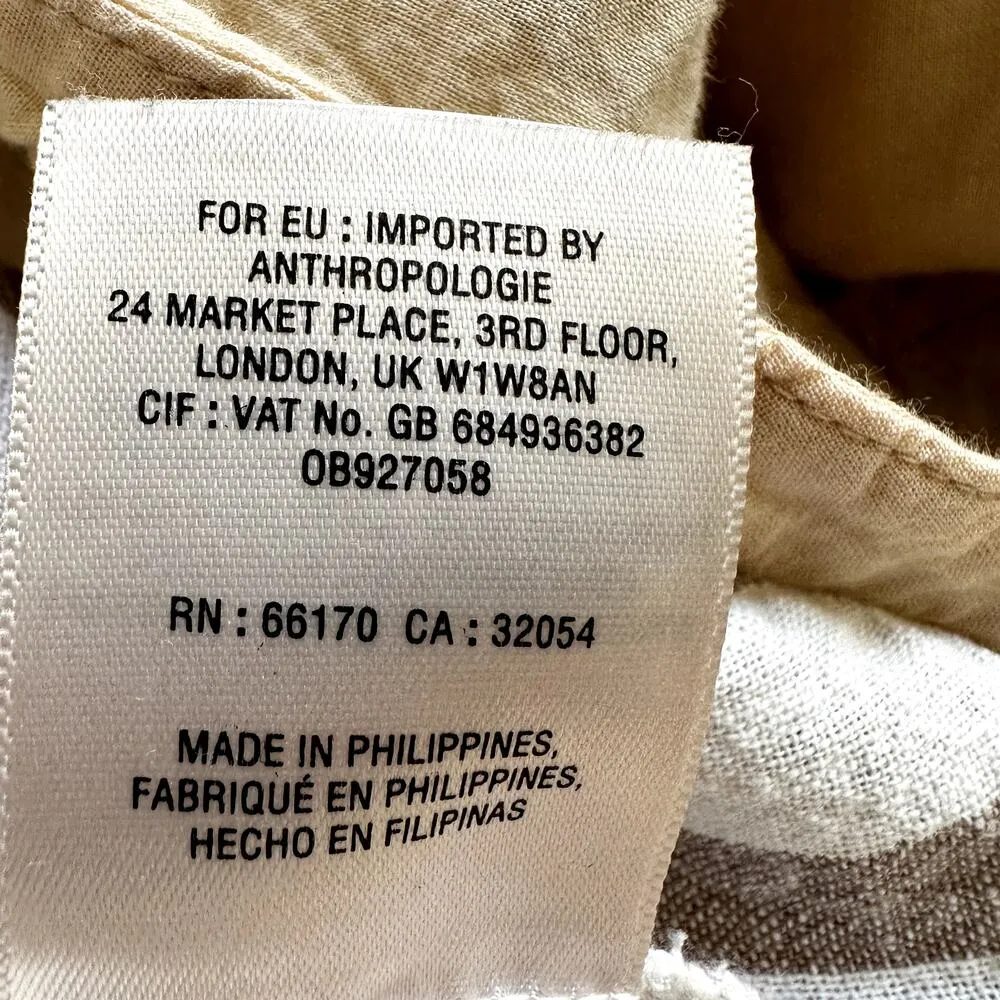 FOR EU : IMPORTED BY
ANTHROPOLOGIE
24 MARKET PLACE, 3RD FLOOR,
LONDON, UK W1W8AN
CIF : VAT No. GB 684936382
OB927058
RN : 66170 CA : 32054
MADE IN PHILIPPINES,
FABRIQUÉ EN PHILIPPINES,
HECHO EN FILIPINAS